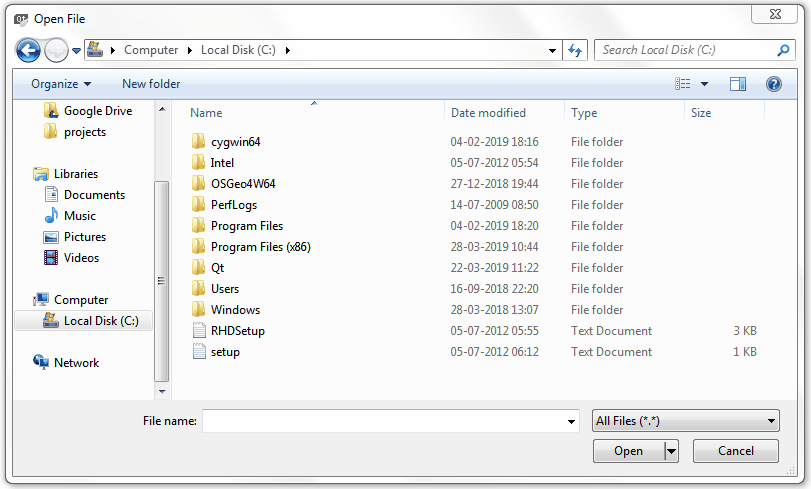 Open File
Computer Local Disk (C:) Search Local Disk (C:)
Organize New folder
Google Drive
projects
Libraries
Documents
Music
Pictures
Videos
Computer
Local Disk (C:)
Network
Name Date modified Type Size
cygwin64 04-02-2019 18:16 File folder
Intel 05-07-2012 05:54 File folder
OSGeo4W64 27-12-2018 19:44 File folder
PerfLogs 14-07-2009 08:50 File folder
Program Files 04-02-2019 18:20 File folder
Program Files (x86) 28-03-2019 10:44 File folder
Qt 22-03-2019 11:22 File folder
Users 16-09-2018 22:20 File folder
Windows 28-03-2018 13:07 File folder
RHDSetup 05-07-2012 05:55 Text Document 3 KB
setup 05-07-2012 06:12 Text Document 1 KB
File name: All Files (*.*)
Open Cancel